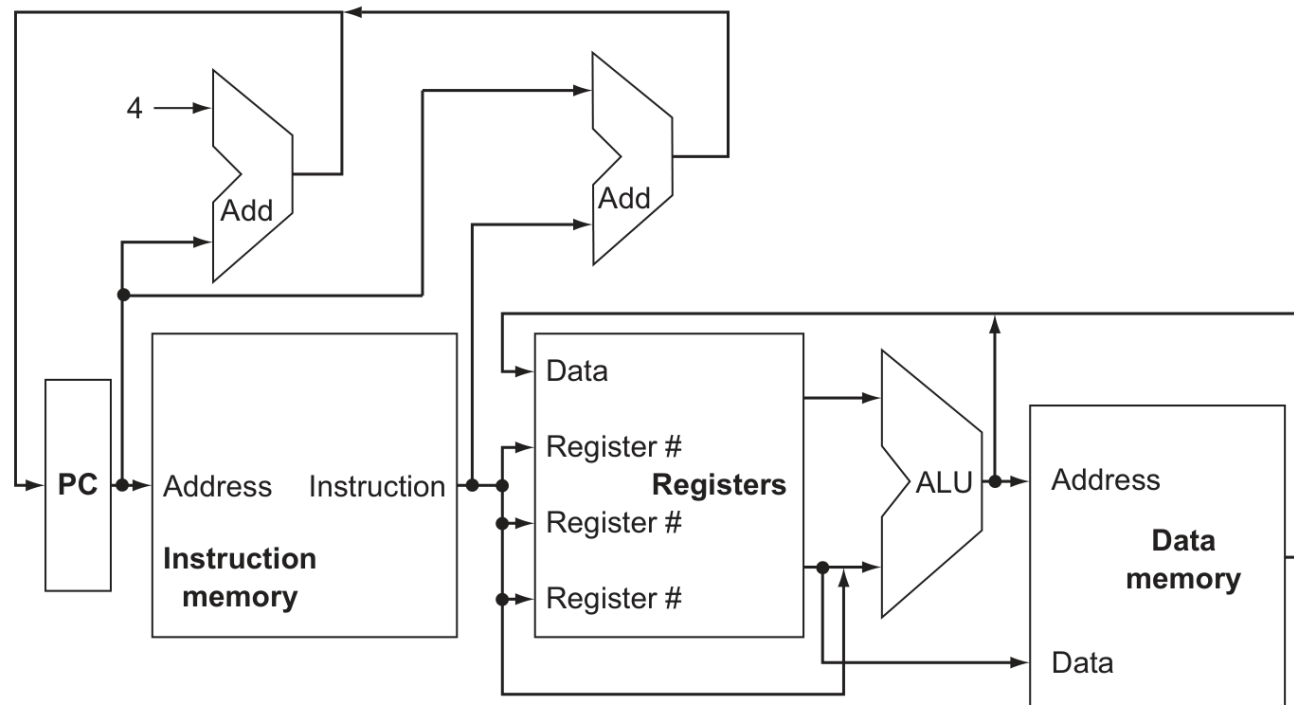 4
Add
Add
Data
Register #
PC
Address
Instruction
Registers
ALU
Address
Register #
Instruction
memory
Data
memory
Register #
Data